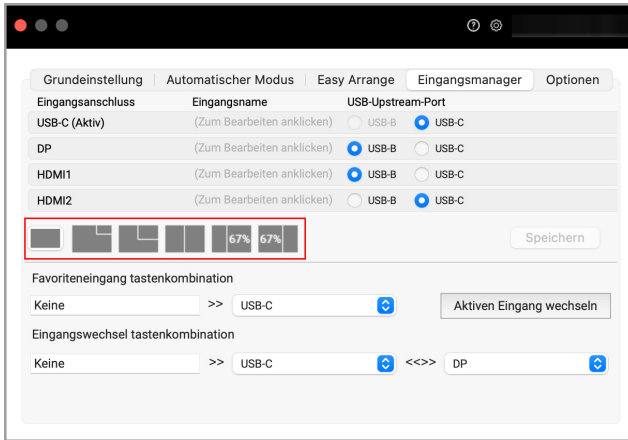 Grundeinstellung Automatischer Modus Easy Arrange Eingangsmanager Optionen
Eingangsanschluss Eingangsname USB-Upstream-Port
USB-C (Aktiv) (Zum Bearbeiten anklicken) USB-B USB-C
DP (Zum Bearbeiten anklicken) USB-B USB-C
HDMI1 (Zum Bearbeiten anklicken) USB-B USB-C
HDMI2 (Zum Bearbeiten anklicken) USB-B USB-C
67% 67% Speichern
Favoriteneingang tastenkombination
Keine >> USB-C Aktiven Eingang wechseln
Eingangswechsel tastenkombination
Keine >> USB-C <<>> DP